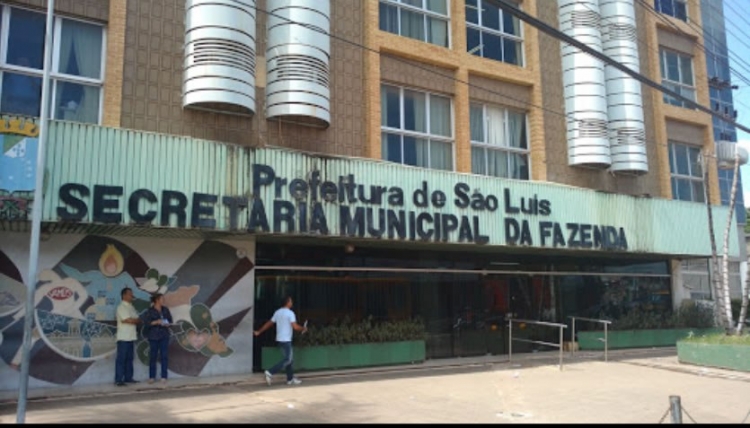 Prefeitura de São Luis
SECRETARIA MUNICIPAL DA FAZENDA